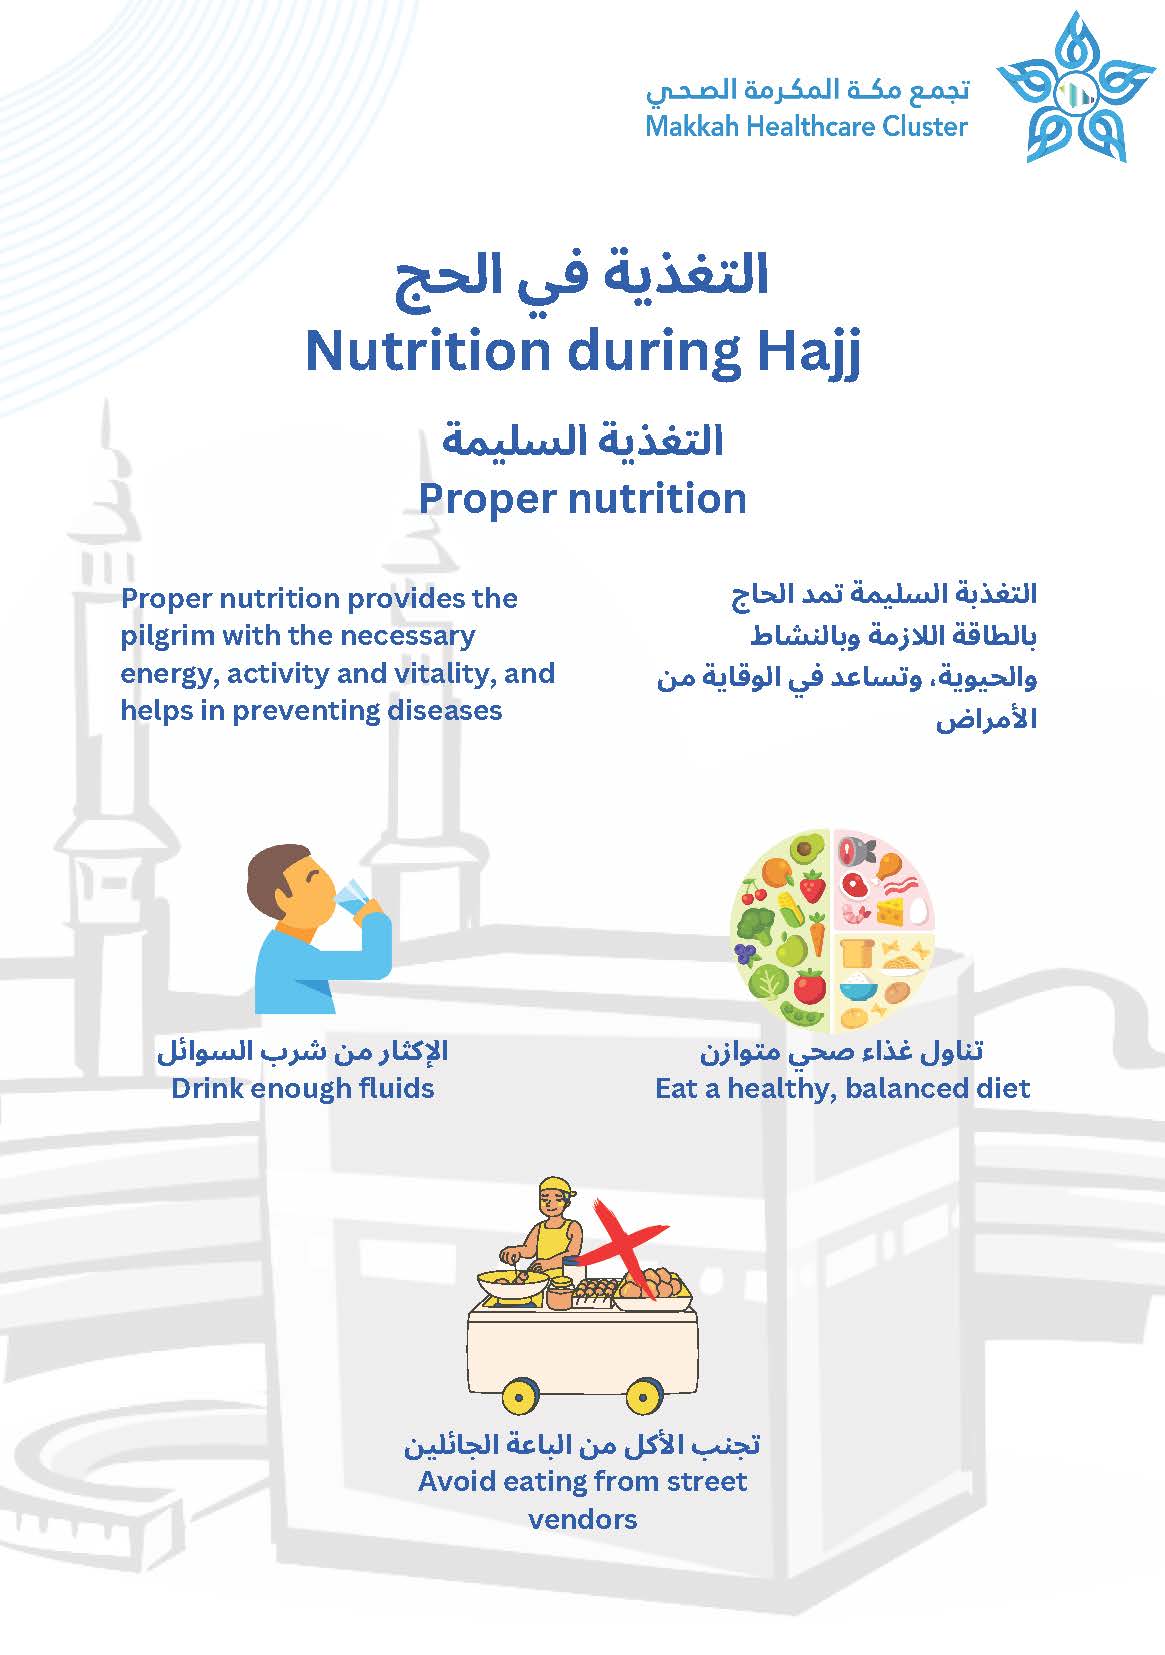 تجمع مكة المكرمة الصحي
Makkah Healthcare Cluster
التغذية في الحج
Nutrition during Hajj
التغذية السليمة
Proper nutrition
Proper nutrition provides the
pilgrim with the necessary
energy, activity and vitality, and
helps in preventing diseases
التغذبة السليمة تمد الحاج
بالطاقة اللازمة وبالنشاط
والحيوية، وتساعد في الوقاية من
الأمراض
الإكثار من شرب السوائل
Drink enough fluids
تناول غذاء صحي متوازن
Eat a healthy, balanced diet
تجنب الأكل من الباعة الجائلين
Avoid eating from street
vendors